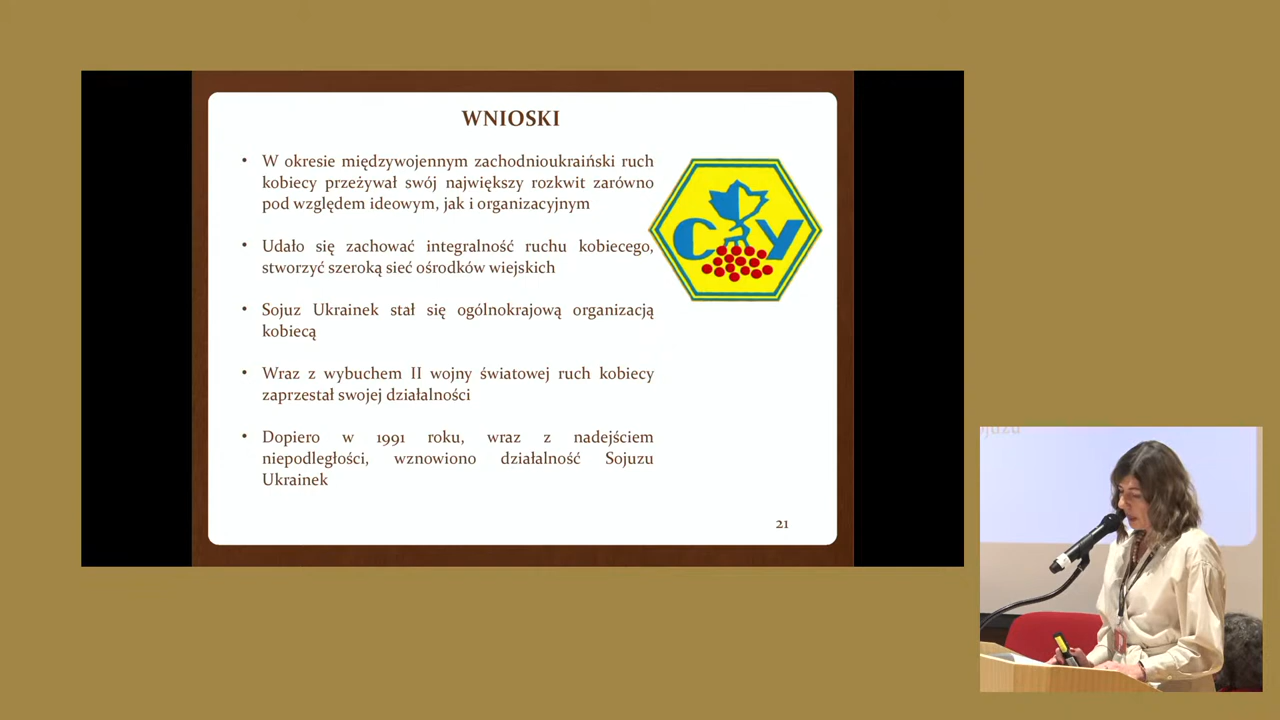 WNIOSKI
• W okresie międzywojennym zachodnioukraiński ruch
kobiecy przeżywał swój największy rozkwit zarówno
pod względem ideowym, jak i organizacyjnym
• Udało się zachować integralność ruchu kobiecego,
stworzyć szeroką sieć ośrodków wiejskich
• Sojuz Ukrainek stał się ogólnokrajową organizacją
kobiecą
• Wraz z wybuchem II wojny światowej ruch kobiecy
zaprzestał swojej działalności
• Dopiero w 1991 roku, wraz z nadejściem
niepodległości, wznowiono działalność Sojuzu
Ukrainek
СУ
21